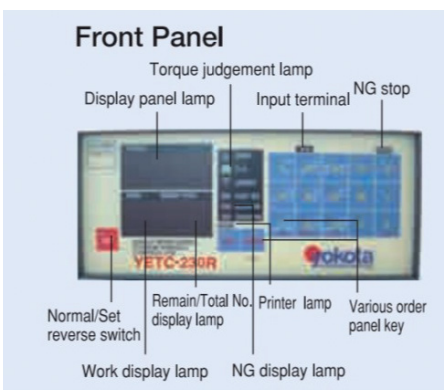 Front Panel
Torque judgement lamp
Display panel lamp
Input terminal
NG stop
YETC-230R
Yokota
Normal/Set
reverse switch
Remain/Total No.
display lamp
Printer lamp
Various order
panel key
Work display lamp
NG display lamp